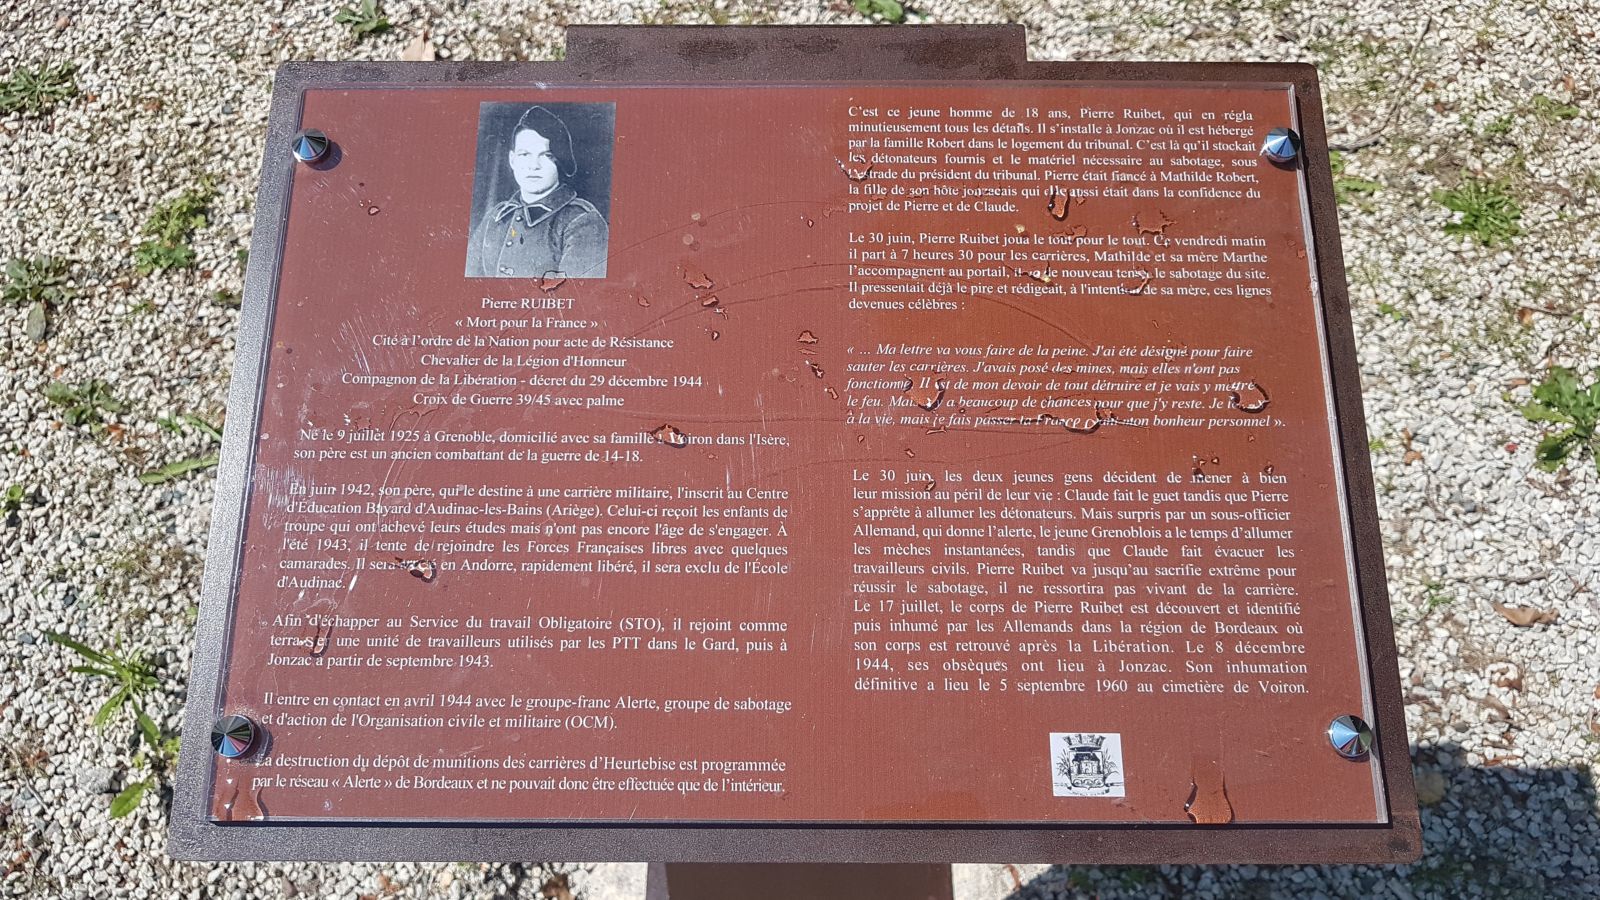 Pierre RUIBET
« Mort pour la France »
Cité à l'ordre de la Nation pour acte de Résistance
Chevalier de la Légion d'Honneur
Compagnon de la Libération - décret du 29 décembre 1944
Croix de Guerre 39/45 avec palme
Né le 9 juillet 1925 à Grenoble, domicilié avec sa famille à Voiron dans l'Isère,
son père est un ancien combattant de la guerre de 14-18.
En juin 1942, son père, qui le destine à une carrière militaire, l'inscrit au Centre
d'Éducation Bayard d'Audinac-les-Bains (Ariège). Celui-ci reçoit les enfants de
troupe qui ont achevé leurs études mais n'ont pas encore l'âge de s'engager. À
l'été 1943, il tente de rejoindre les Forces Françaises libres avec quelques
camarades. Il sera arrêté en Andorre, rapidement libéré, il sera exclu de l'École
d'Audinac.
Afin d'échapper au Service du travail Obligatoire (STO), il rejoint comme
terrassier une unité de travailleurs utilisés par les PTT dans le Gard, puis à
Jonzac à partir de septembre 1943.
Il entre en contact en avril 1944 avec le groupe-franc Alerte, groupe de sabotage
et d'action de l'Organisation civile et militaire (OCM).
La destruction du dépôt de munitions des carrières d'Heurtebise est programmée
par le réseau « Alerte » de Bordeaux et ne pouvait donc être effectuée que de l'intérieur.
C'est ce jeune homme de 18 ans, Pierre Ruibet, qui en régla
minutieusement tous les détails. Il s'installe à Jonzac où il est hébergé
par la famille Robert dans le logement du tribunal. C'est là qu'il stockait
les détonateurs fournis et le matériel nécessaire au sabotage, sous
l'estrade du président du tribunal. Pierre était fiancé à Mathilde Robert,
la fille de son hôte jonzacais qui elle aussi était dans la confidence du
projet de Pierre et de Claude.
Le 30 juin, Pierre Ruibet joua le tout pour le tout. Ce vendredi matin
il part à 7 heures 30 pour les carrières, Mathilde et sa mère Marthe
l'accompagnent au portail, il va de nouveau tenter le sabotage du site.
Il pressentait déjà le pire et rédigeait, à l'intention de sa mère, ces lignes
devenues célèbres :
« ... Ma lettre va vous faire de la peine. J'ai été désigné pour faire
sauter les carrières. J'avais posé des mines, mais elles n'ont pas
fonctionné. Il est de mon devoir de tout détruire et je vais y mettre
le feu. Mais il y a beaucoup de chances pour que j'y reste. Je
à la vie, mais je fais passer la France avant mon bonheur personnel ».
Le 30 juin, les deux jeunes gens décident de mener à bien
leur mission au péril de leur vie : Claude fait le guet tandis que Pierre
s'apprête à allumer les détonateurs. Mais surpris par un sous-officier
Allemand, qui donne l'alerte, le jeune Grenoblois a le temps d'allumer
les mèches instantanées, tandis que Claude fait évacuer les
travailleurs civils. Pierre Ruibet va jusqu'au sacrifie extrême pour
réussir le sabotage, il ne ressortira pas vivant de la carrière.
Le 17 juillet, le corps de Pierre Ruibet est découvert et identifié
puis inhumé par les Allemands dans la région de Bordeaux où
son corps est retrouvé après la Libération. Le 8 décembre
1944, ses obsèques ont lieu à Jonzac. Son inhumation
définitive a lieu le 5 septembre 1960 au cimetière de Voiron.